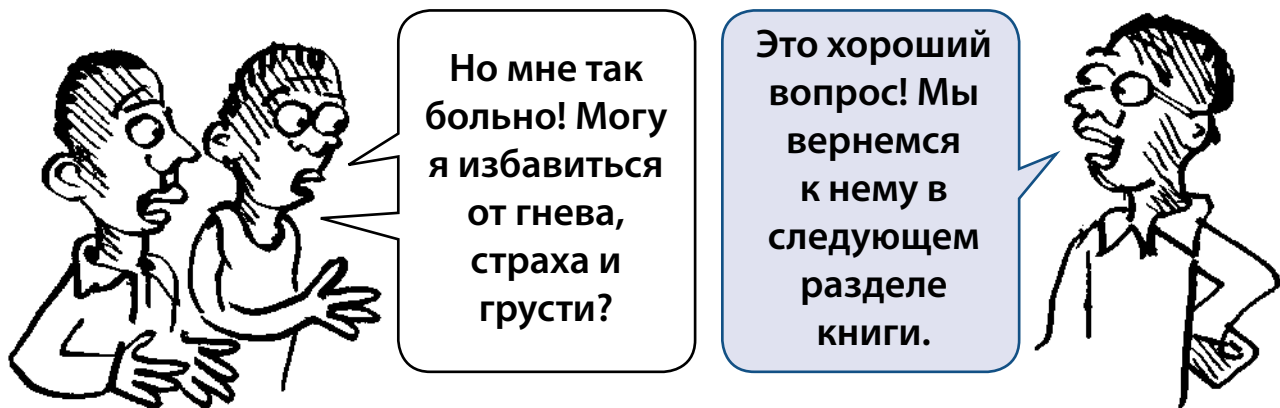 Но мне так
больно! Могу
я избавиться
от гнева,
страха и
грусти?
Это хороший
вопрос! Мы
вернемся
к нему в
следующем
разделе
книги.